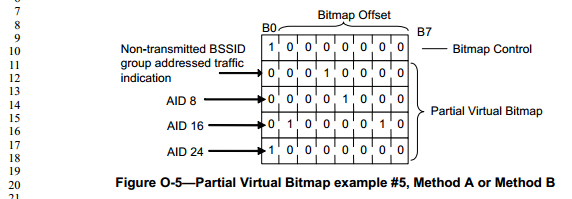 7
8
9
10
11
12
13
14
15
16
17
18
19
20
21
Bitmap Offset
B0
B7
1 0 0 0 0 0 0 0
Bitmap Control
Non-transmitted BSSID
group addressed traffic
indication
0 0 0 1 0 0 0 0
AID 8
0 0 0 0 1 0 0 0
Partial Virtual Bitmap
AID 16
0 1 0 0 0 0 1 0
AID 24
1 0 0 0 0 0 0 0
Figure O-5—Partial Virtual Bitmap example #5, Method A or Method B